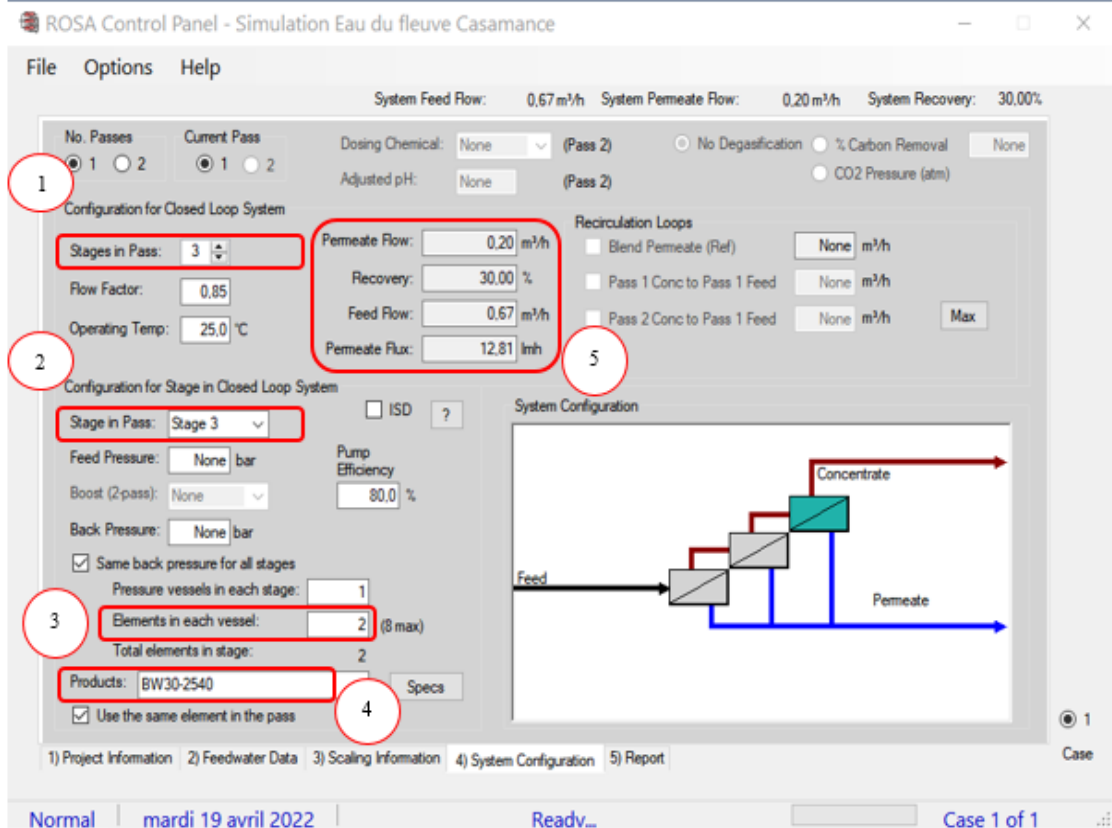 ROSA Control Panel - Simulation Eau du fleuve Casamance
File Options Help
System Feed Flow: 0,67 m³/h System Permeate Flow: 0,20 m³/h System Recovery: 30,00%
No. Passes
1 2
Current Pass
1 2
Dosing Chemical: None (Pass 2)
Adjusted pH: None (Pass 2)
No Degasification % Carbon Removal None
CO2 Pressure (atm)
1
Configuration for Closed Loop System
Stages in Pass: 3
Flow Factor: 0,85
Operating Temp: 25,0 °C
Permeate Flow: 0,20 m³/h
Recovery: 30,00 %
Feed Flow: 0,67 m³/h
Permeate Flux: 12,81 lmh
Recirculation Loops
Blend Permeate (Ref) None m³/h
Pass 1 Conc to Pass 1 Feed None m³/h
Pass 2 Conc to Pass 1 Feed None m³/h Max
5
2
Configuration for Stage in Closed Loop System
Stage in Pass: Stage 3
ISD ?
Feed Pressure: None bar
Pump
Efficiency
80,0 %
Boost (2-pass): None
Back Pressure: None bar
Same back pressure for all stages
Pressure vessels in each stage: 1
3
Elements in each vessel: 2 (8 max)
Total elements in stage: 2
Products: BW30-2540
4
Specs
Use the same element in the pass
System Configuration
Concentrate
Feed
Permeate
1
Case
1) Project Information 2) Feedwater Data 3) Scaling Information 4) System Configuration 5) Report
Normal mardi 19 avril 2022 Ready... Case 1 of 1